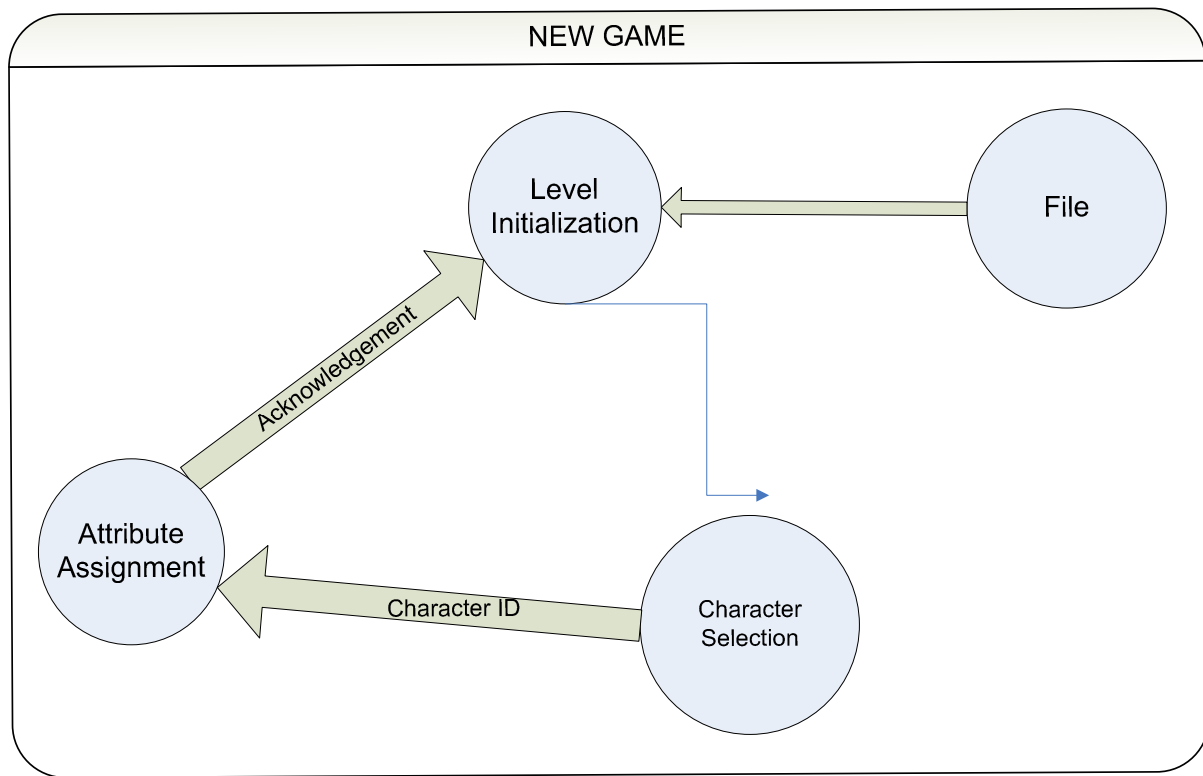 NEW GAME
Level
Initialization
File
Acknowledgement
Attribute
Assignment
Character ID
Character
Selection